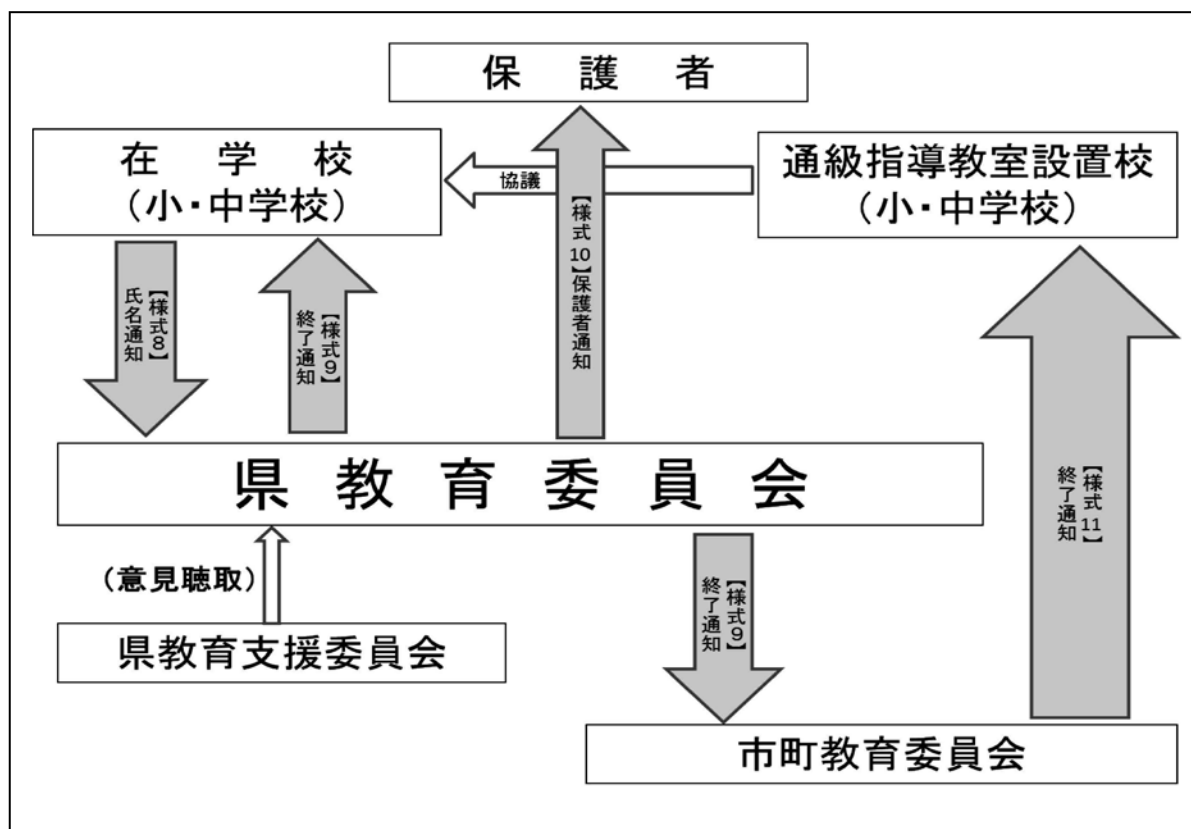 保護者
在学校
（小・中学校）
協議
通級指導教室設置校
（小・中学校）
【様式8】
氏名通知
【様式9】
終了通知
【様式10】保護者通知
県教育委員会
（意見聴取）
県教育支援委員会
【様式9】
終了通知
【様式11】
終了通知
市町教育委員会